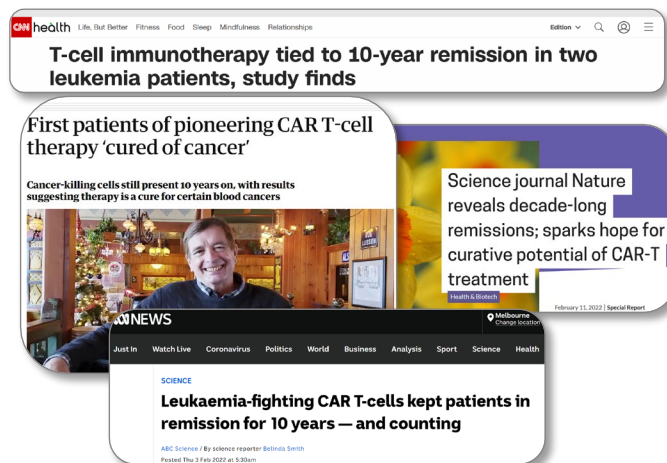 CNN health Life, But Better Fitness Food Sleep Mindfulness Relationships Edition
T-cell immunotherapy tied to 10-year remission in two
leukemia patients, study finds
First patients of pioneering CAR T-cell
therapy ‘cured of cancer’
Cancer-killing cells still present 10 years on, with results
suggesting therapy is a cure for certain blood cancers
Science journal Nature
reveals decade-long
remissions; sparks hope for
curative potential of CAR-T
treatment
Health & Biotech
February 11, 2022 | Special Report
NEWS
Melbourne
Change location
Just In Watch Live Coronavirus Politics World Business Analysis Sport Science Health
SCIENCE
Leukaemia-fighting CAR T-cells kept patients in
remission for 10 years — and counting
ABC Science / By science reporter Belinda Smith
Posted Thu 3 Feb 2022 at 5:30am